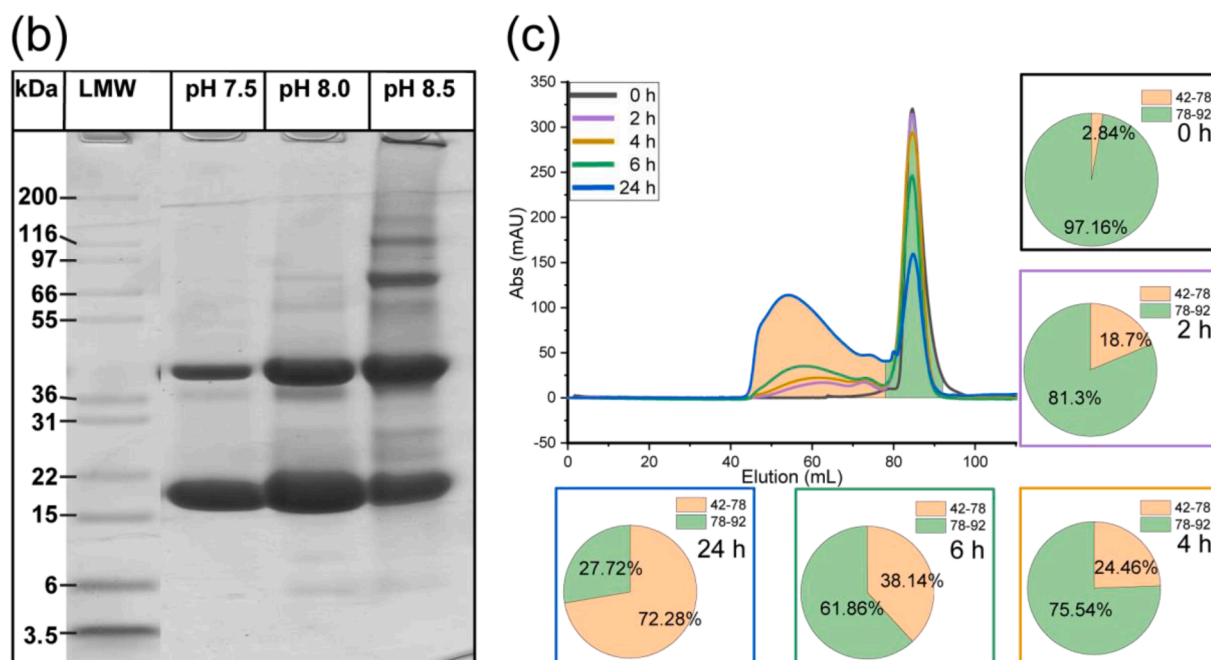 (b)
kDa LMW pH 7.5 pH 8.0 pH 8.5
200
116
97
66
55
36
31
22
15
6
3.5
(c)
350
300
250
200
150
100
50
0
-50
Abs (mAU)
0 h
2 h
4 h
6 h
24 h
0 20 40 60 80 100
Elution (mL)
42-78
78-92
0 h
2.84%
97.16%
42-78
78-92
2 h
18.7%
81.3%
42-78
78-92
24 h
27.72%
72.28%
42-78
78-92
6 h
38.14%
61.86%
42-78
78-92
4 h
24.46%
75.54%